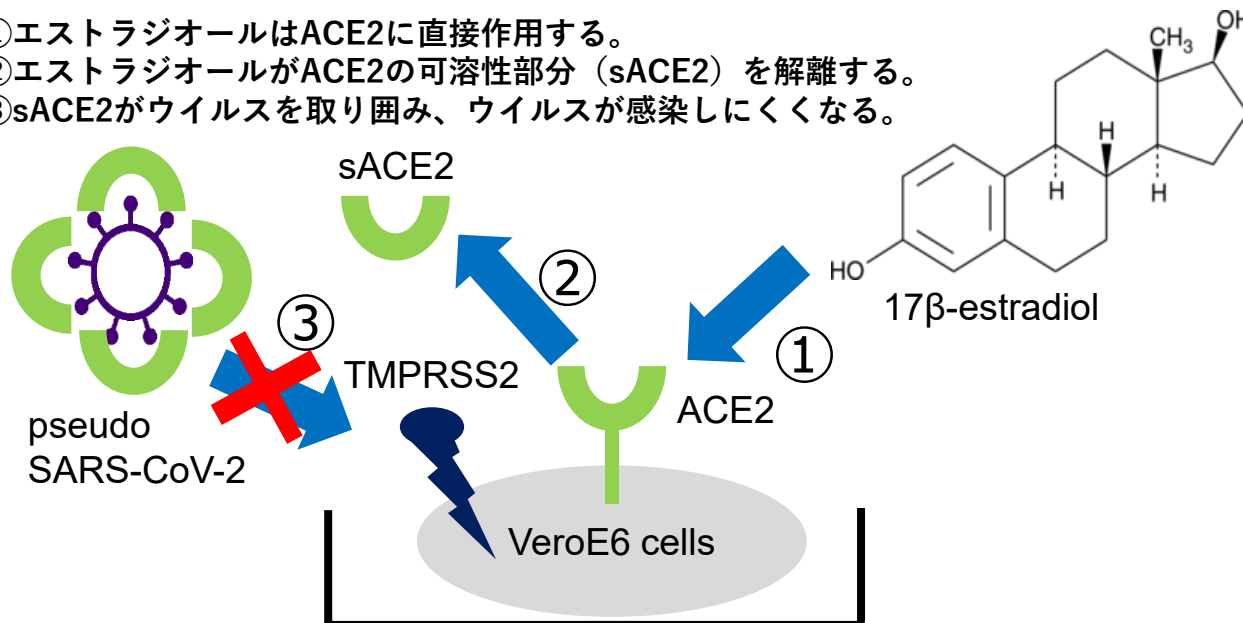 ①エストラジオールはACE2に直接作用する。
②エストラジオールがACE2の可溶性部分（sACE2）を解離する。
③sACE2がウイルスを取り囲み、ウイルスが感染しにくくなる。
OH
CH₃
sACE2
H
H
H
②
HO
17β-estradiol
③
①
TMPRSS2
ACE2
pseudo
SARS-CoV-2
VeroE6 cells